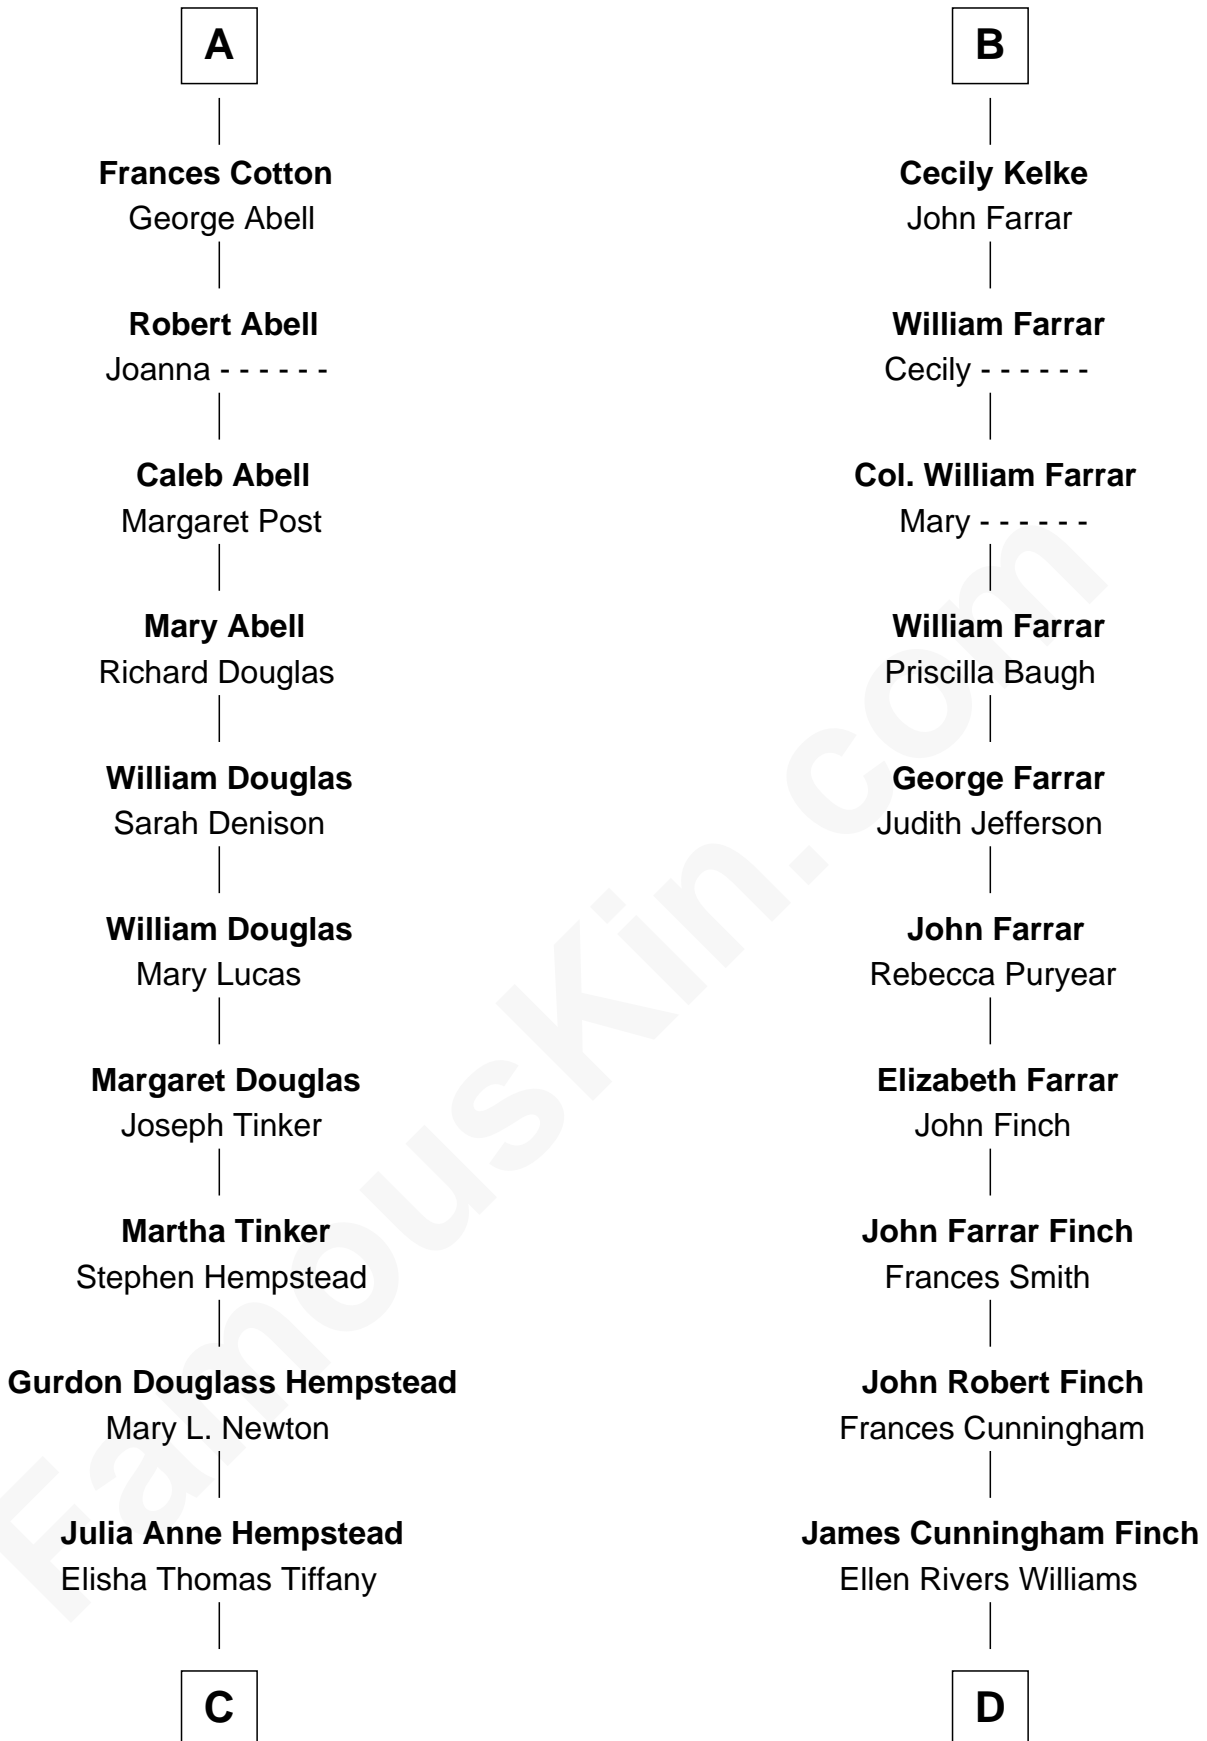 A
Frances Cotton
George Abell
Robert Abell
Joanna - - - - - -
Caleb Abell
Margaret Post
Mary Abell
Richard Douglas
William Douglas
Sarah Denison
William Douglas
Mary Lucas
Margaret Douglas
Joseph Tinker
Martha Tinker
Stephen Hempstead
Gurdon Douglass Hempstead
Mary L. Newton
Julia Anne Hempstead
Elisha Thomas Tiffany
C
B
Cecily Kelke
John Farrar
William Farrar
Cecily - - - - - -
Col. William Farrar
Mary - - - - - -
William Farrar
Priscilla Baugh
George Farrar
Judith Jefferson
John Farrar
Rebecca Puryear
Elizabeth Farrar
John Finch
John Farrar Finch
Frances Smith
John Robert Finch
Frances Cunningham
James Cunningham Finch
Ellen Rivers Williams
D
FamousKin.com